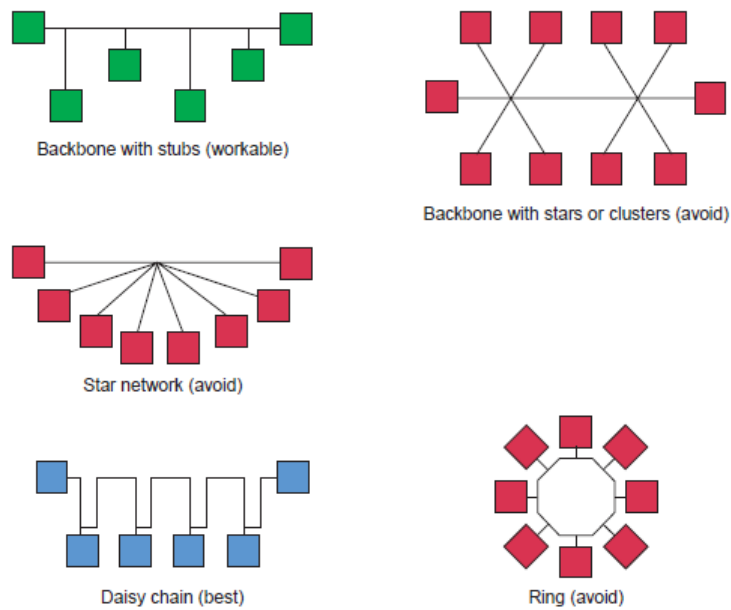 Backbone with stubs (workable)
Backbone with stars or clusters (avoid)
Star network (avoid)
Daisy chain (best)
Ring (avoid)